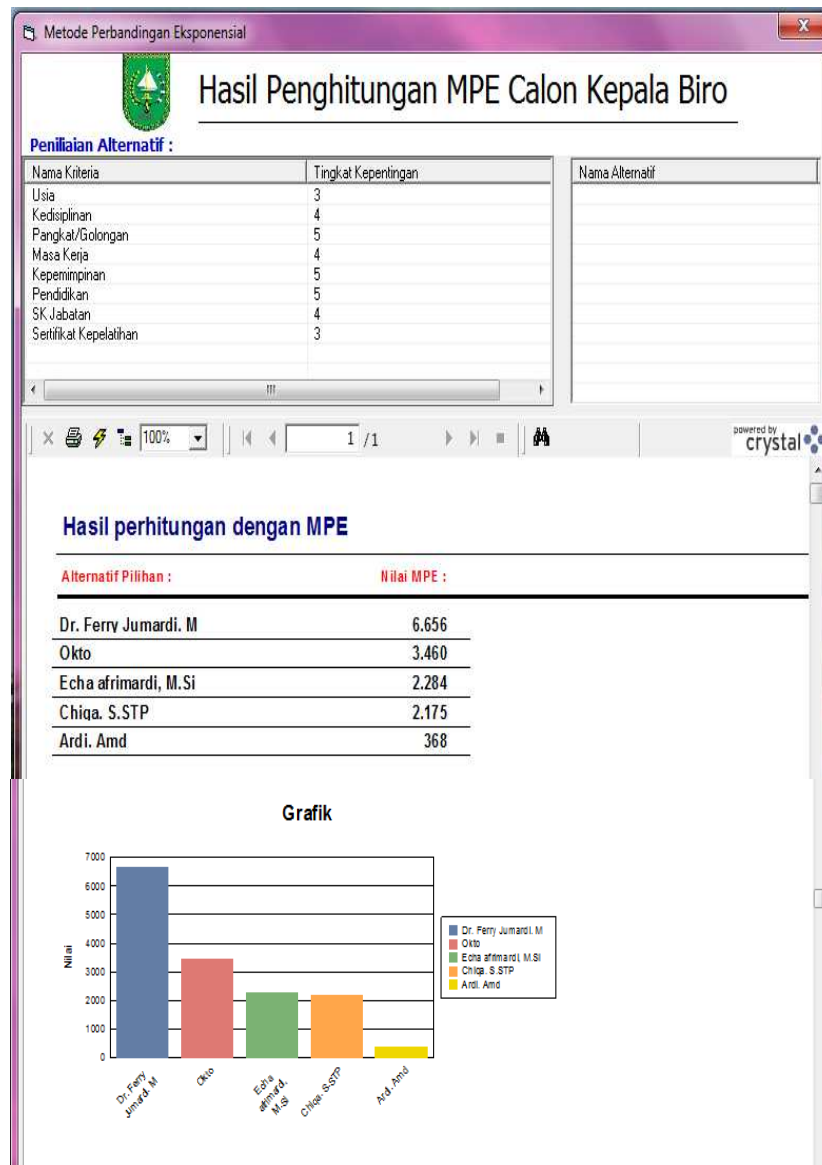 Metode Perbandingan Eksponensial
X
Hasil Penghitungan MPE Calon Kepala Biro
Peniliaian Alternatif :
Nama Kriteria Tingkat Kepentingan Nama Alternatif
Usia 3
Kedisiplinan 4
Pangkat/Golongan 5
Masa Kerja 4
Kepemimpinan 5
Pendidikan 5
SK Jabatan 4
Sertifikat Kepelatihan 3
100% 1 /1 powered by crystal
Hasil perhitungan dengan MPE
Alternatif Pilihan : Nilai MPE :
Dr. Ferry Jumardi. M 6.656
Okto 3.460
Echa afrimardi, M.Si 2.284
Chiqa. S.STP 2.175
Ardi. Amd 368
Grafik
7000
6000
5000
4000
3000
2000
1000
0
Nilai
Dr. Ferry
Jumardi. M
Okto
Echa
afrimardi,
M.Si
Chiqa. S.STP
Ardi. Amd
Dr. Ferry Jumardi. M
Okto
Echa afrimardi, M.Si
Chiqa. S.STP
Ardi. Amd